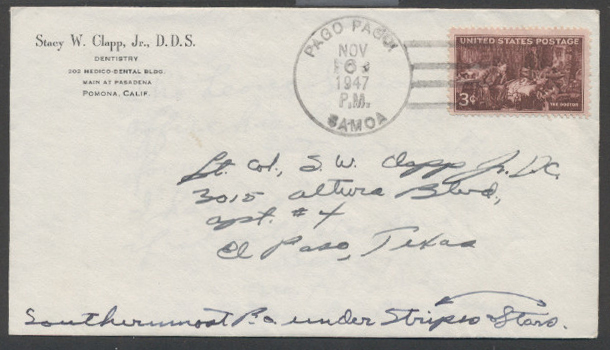 Stacy W. Clapp, Jr., D.D.S.
DENTISTRY
202 MEDICO-DENTAL BLDG.
MAIN AT PASADENA
POMONA, CALIF.
PAGO PAGO
NOV
1947
P.M.
SAMOA
UNITED STATES POSTAGE
3¢
THE DOCTOR
Lt. Col., S. W. Clapp Jr. D.C.
3015 Altura Blvd,
apt. #4
El Paso, Texas
Southernmost P.O. under Stripes & Stars.